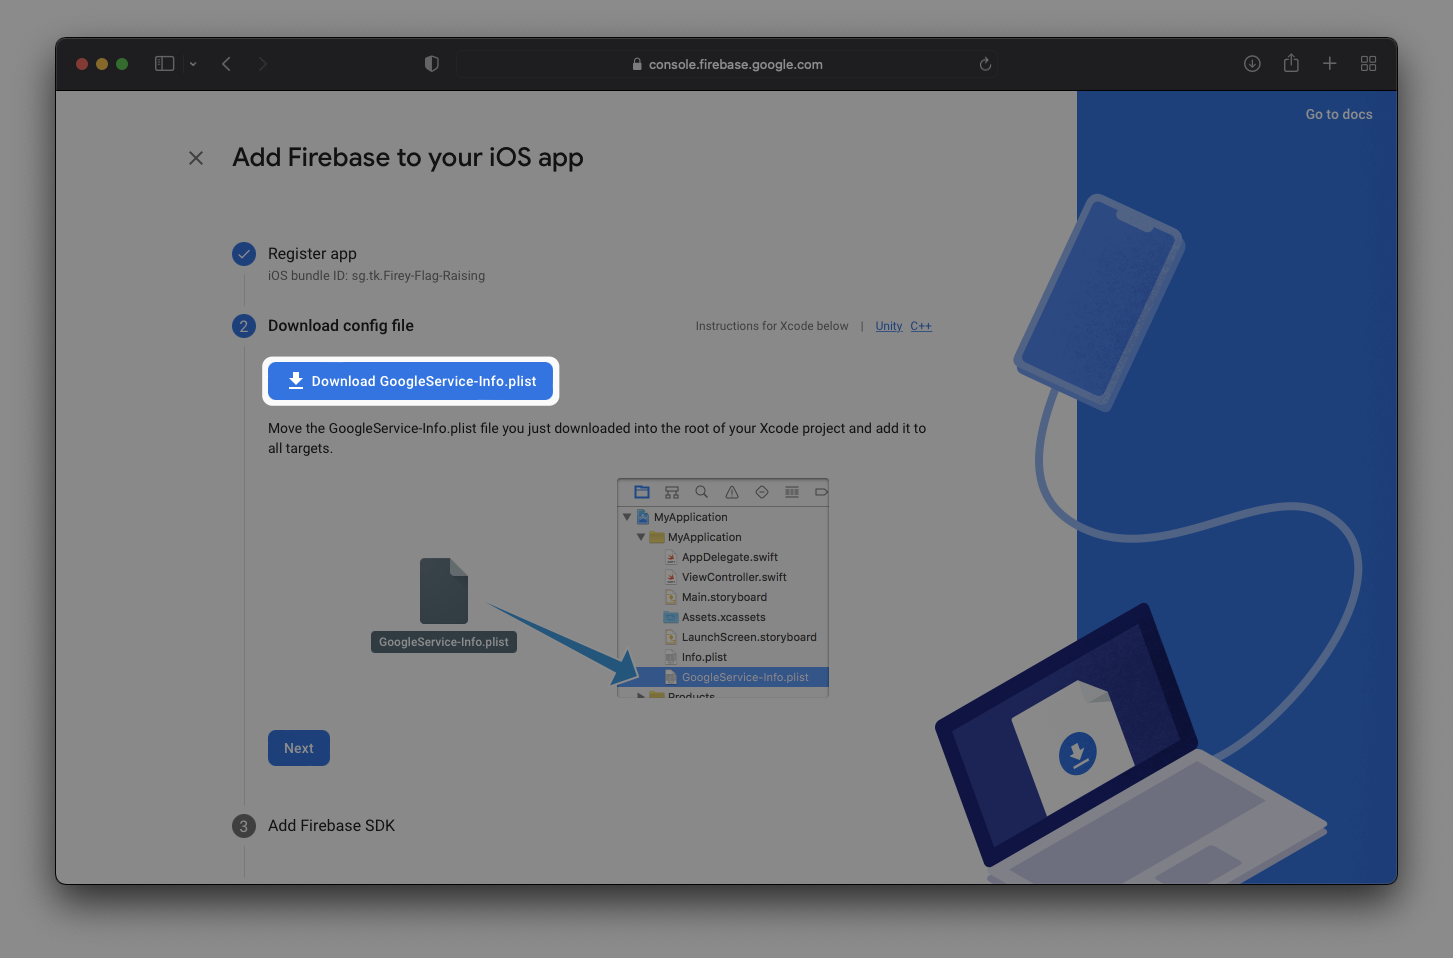 console.firebase.google.com
Go to docs
Add Firebase to your iOS app
Register app
iOS bundle ID: sg.tk.Firey-Flag-Raising
2 Download config file
Instructions for Xcode below | Unity C++
Download GoogleService-Info.plist
Move the GoogleService-Info.plist file you just downloaded into the root of your Xcode project and add it to
all targets.
GoogleService-Info.plist
MyApplication
MyApplication
AppDelegate.swift
ViewController.swift
Main.storyboard
Assets.xcassets
LaunchScreen.storyboard
Info.plist
GoogleService-Info.plist
Products
Next
3 Add Firebase SDK